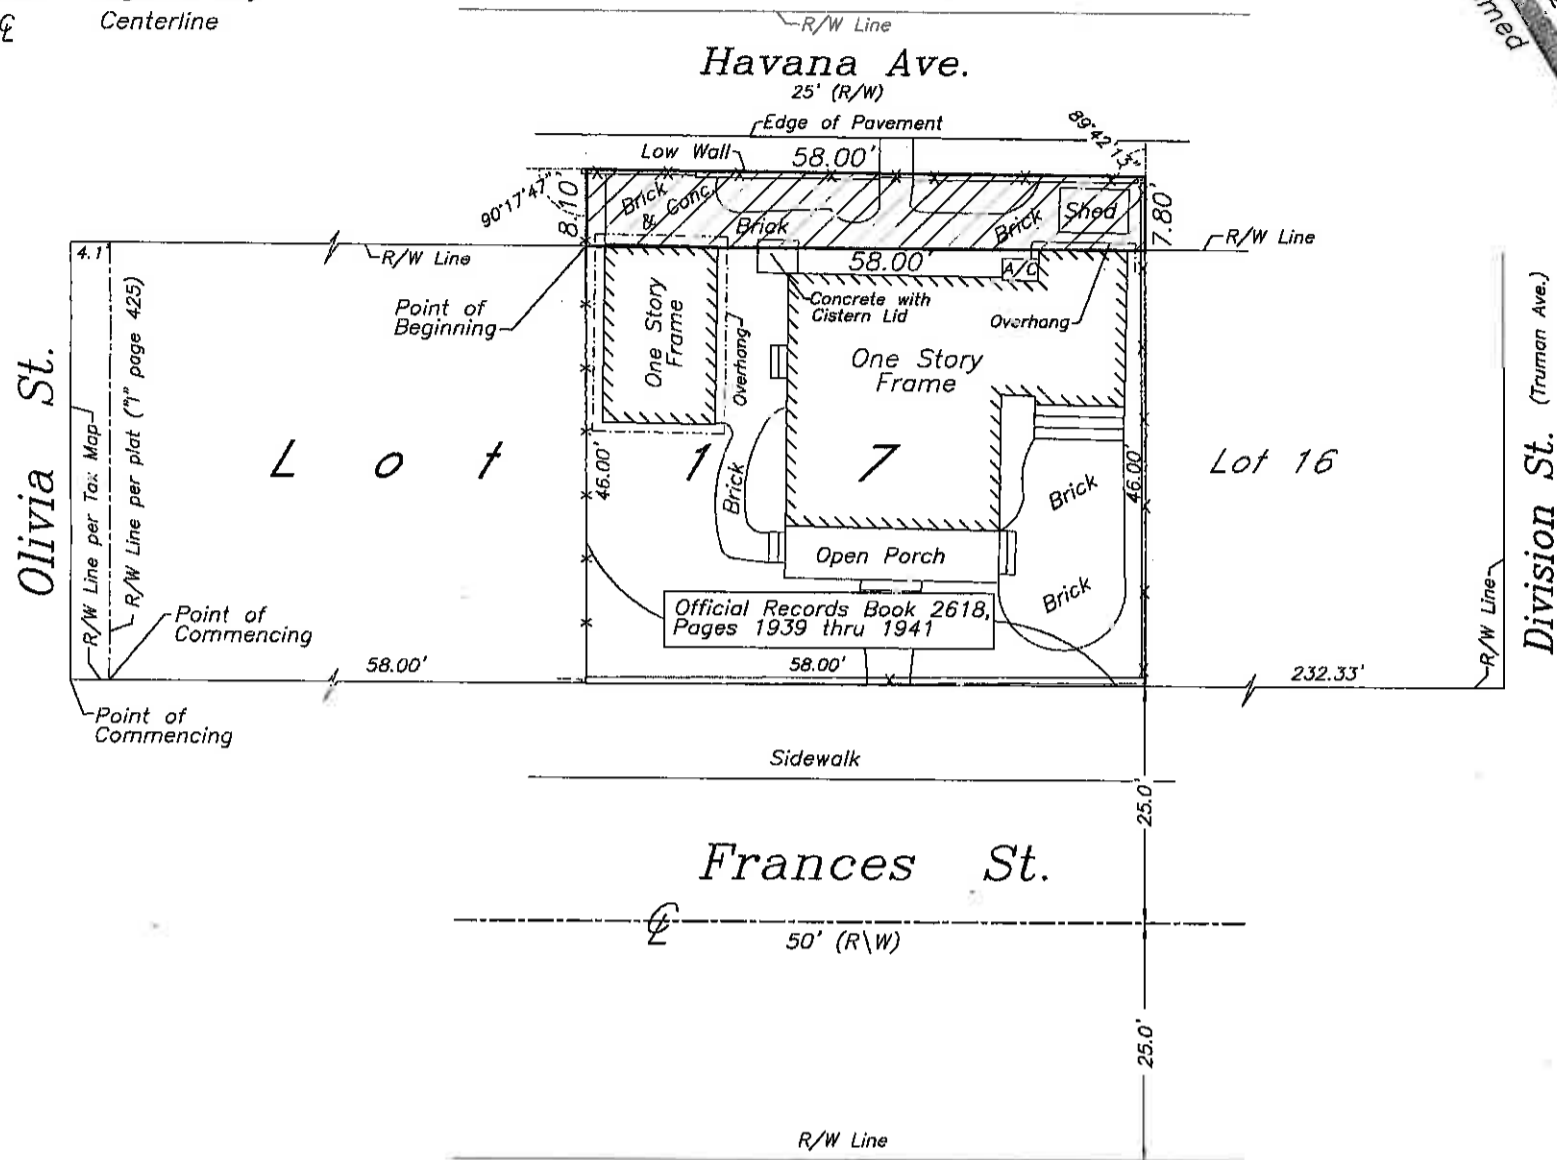 ℄ Centerline
R/W Line
med
Havana Ave.
25' (R/W)
Edge of Pavement
89°42'13"
Low Wall
58.00'
90°17'47"
8.10'
Brick
& Conc.
Brick
Brick
Shed
7.80'
4.1'
R/W Line
58.00'
A/C
R/W Line
Point of
Beginning
One Story
Frame
Overhang
Concrete with
Cistern Lid
Overhang
One Story
Frame
Olivia St.
R/W Line per Tax Map
R/W Line per plat ("1" page 425)
Lot 17
46.00'
Brick
46.00'
Brick
Lot 16
Division St. (Truman Ave.)
R/W Line
Open Porch
Brick
Point of
Commencing
Official Records Book 2618,
Pages 1939 thru 1941
58.00'
58.00'
232.33'
Point of
Commencing
Sidewalk
25.0'
Frances St.
℄
50' (R\W)
25.0'
R/W Line